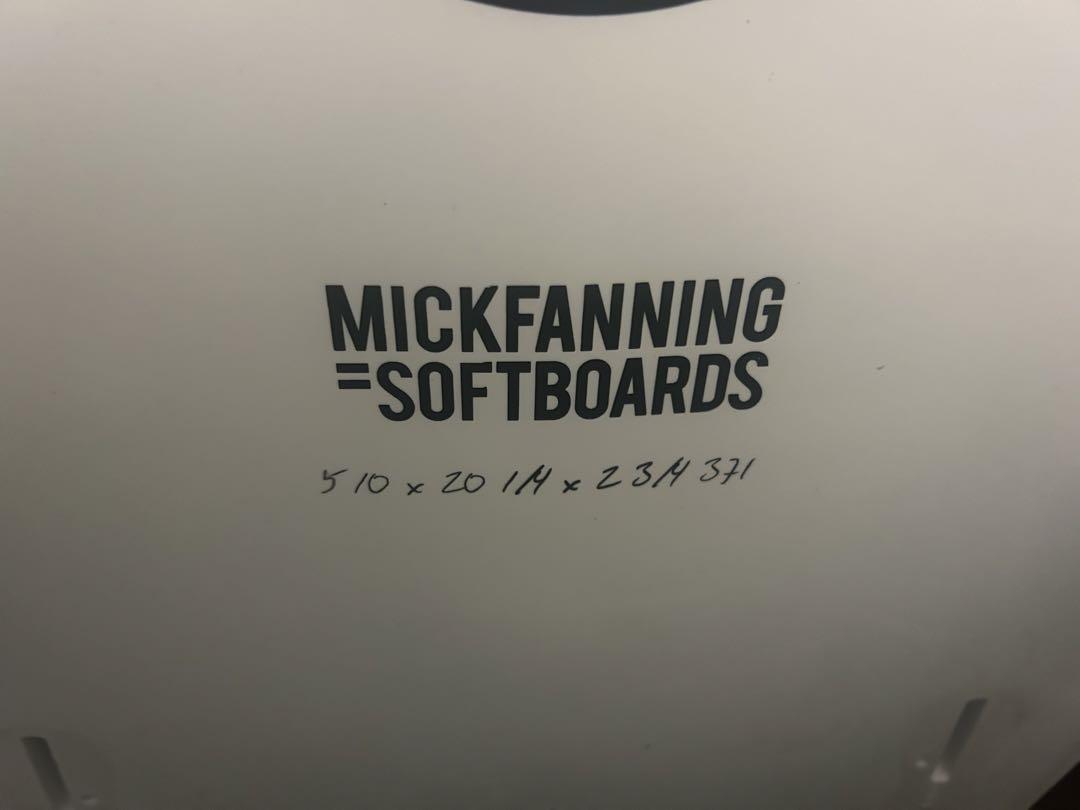 MICKFANNING
=SOFTBOARDS
5 10 x 20 1/4 x 2 3/4 37l